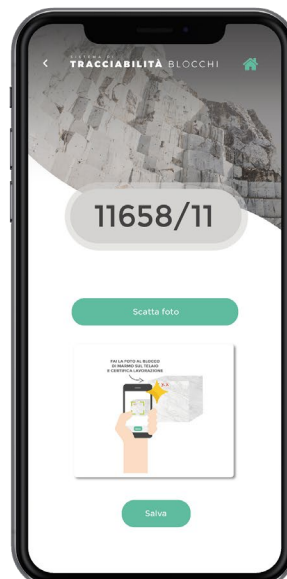 SISTEMA DI
TRACCIABILITÀ BLOCCHI
11658/11
Scatta foto
FAI LA FOTO AL BLOCCO
DI MARMO SUL TELAIO
E CERTIFICA LAVORAZIONE
Salva